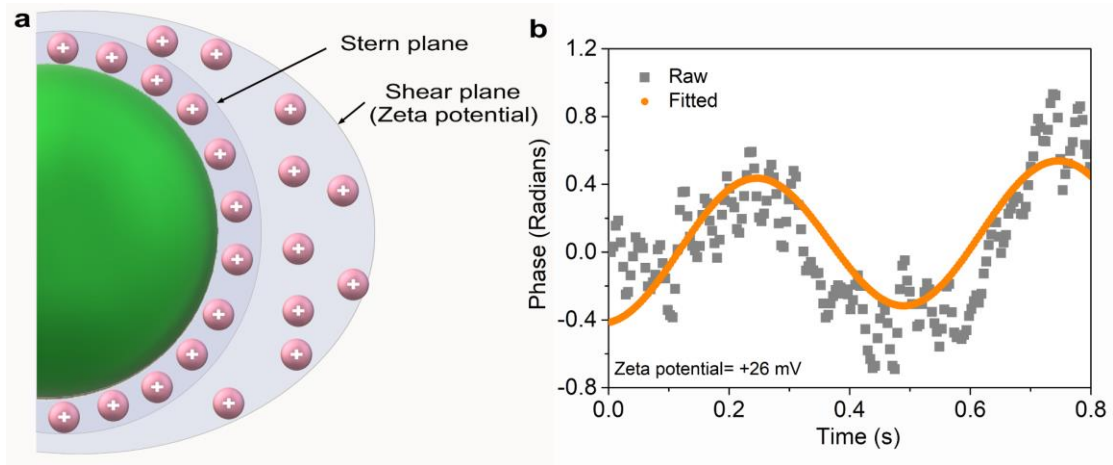 a
Stern plane
Shear plane
(Zeta potential)
+ + + + + + + + + + + + + + + + + + + + + + + + +
b
Raw
Fitted
Phase (Radians)
1.2
0.8
0.4
0.0
-0.4
-0.8
Zeta potential= +26 mV
0.0 0.2 0.4 0.6 0.8
Time (s)